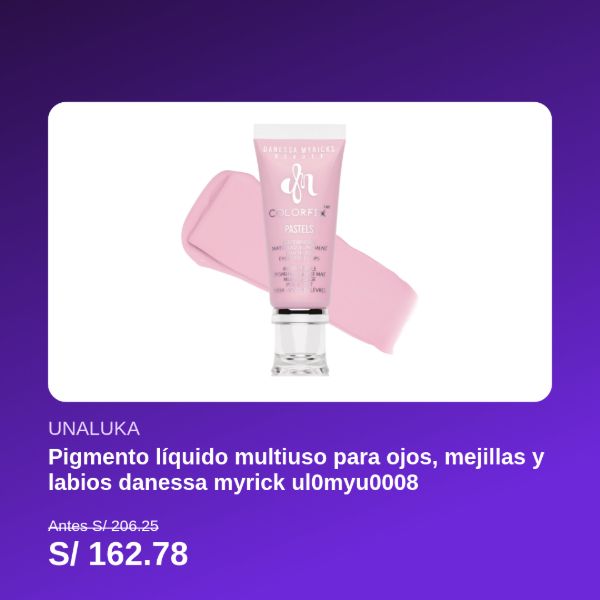 DANESSA MYRICKS
BEAUTY
COLORFIX
PASTELS
UNALUKA
Pigmento líquido multiuso para ojos, mejillas y
labios danessa myrick ul0myu0008
Antes S/ 206.25
S/ 162.78